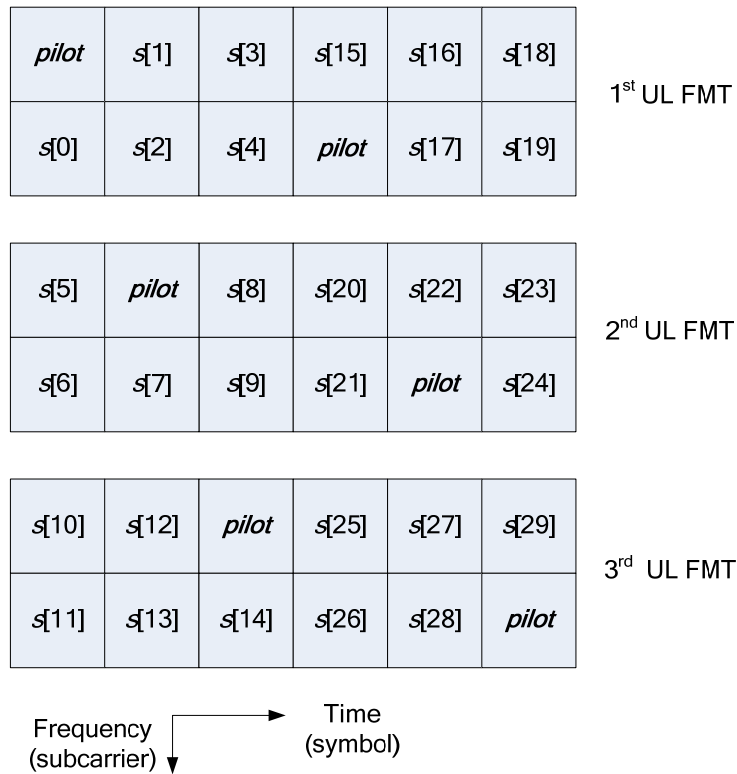 pilot s[1] s[3] s[15] s[16] s[18]
1st UL FMT
s[0] s[2] s[4] pilot s[17] s[19]
s[5] pilot s[8] s[20] s[22] s[23]
2nd UL FMT
s[6] s[7] s[9] s[21] pilot s[24]
s[10] s[12] pilot s[25] s[27] s[29]
3rd UL FMT
s[11] s[13] s[14] s[26] s[28] pilot
Frequency
(subcarrier)
Time
(symbol)